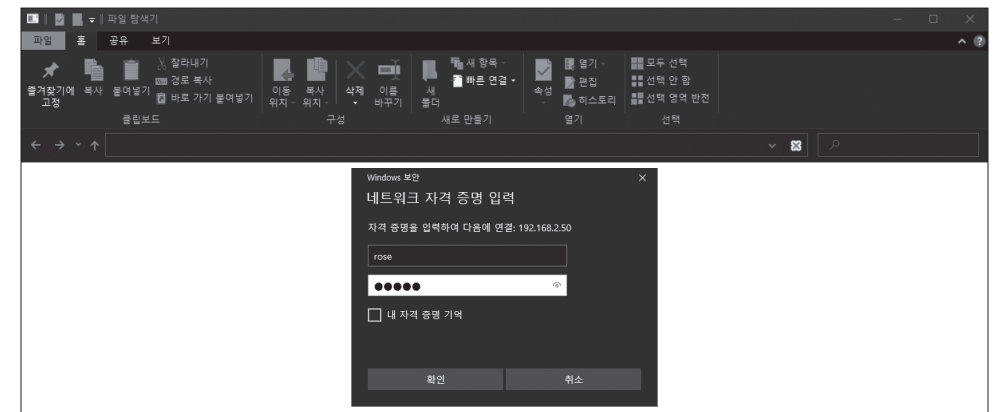 파일 탐색기
파일 홈 공유 보기
즐겨찾기에 고정
복사
붙여넣기
잘라내기
경로 복사
바로 가기 붙여넣기
클립보드
이동 위치
복사 위치
삭제
이름 바꾸기
구성
새 폴더
새 항목
빠른 연결
새로 만들기
속성
열기
편집
히스토리
열기
모두 선택
선택 안 함
선택 영역 반전
선택
Windows 보안
네트워크 자격 증명 입력
자격 증명을 입력하여 다음에 연결: 192.168.2.50
rose
●●●●●
내 자격 증명 기억
확인 취소